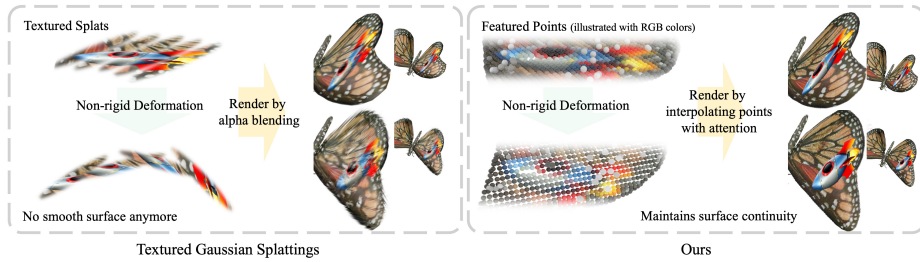 Textured Splats
Non-rigid Deformation
Render by
alpha blending
No smooth surface anymore
Textured Gaussian Splattings
Featured Points (illustrated with RGB colors)
Non-rigid Deformation
Render by
interpolating points
with attention
Maintains surface continuity
Ours